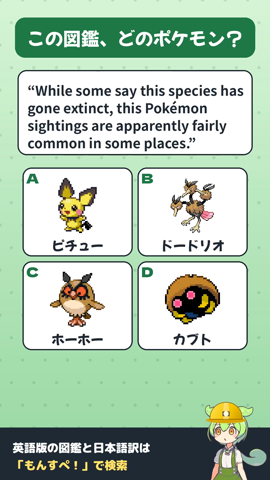 この図鑑、どのポケモン？
“While some say this species has
gone extinct, this Pokémon
sightings are apparently fairly
common in some places.”
A
ピチュー
B
ドードリオ
C
ホーホー
D
カブト
英語版の図鑑と日本語訳は
「もんすぺ！」で検索